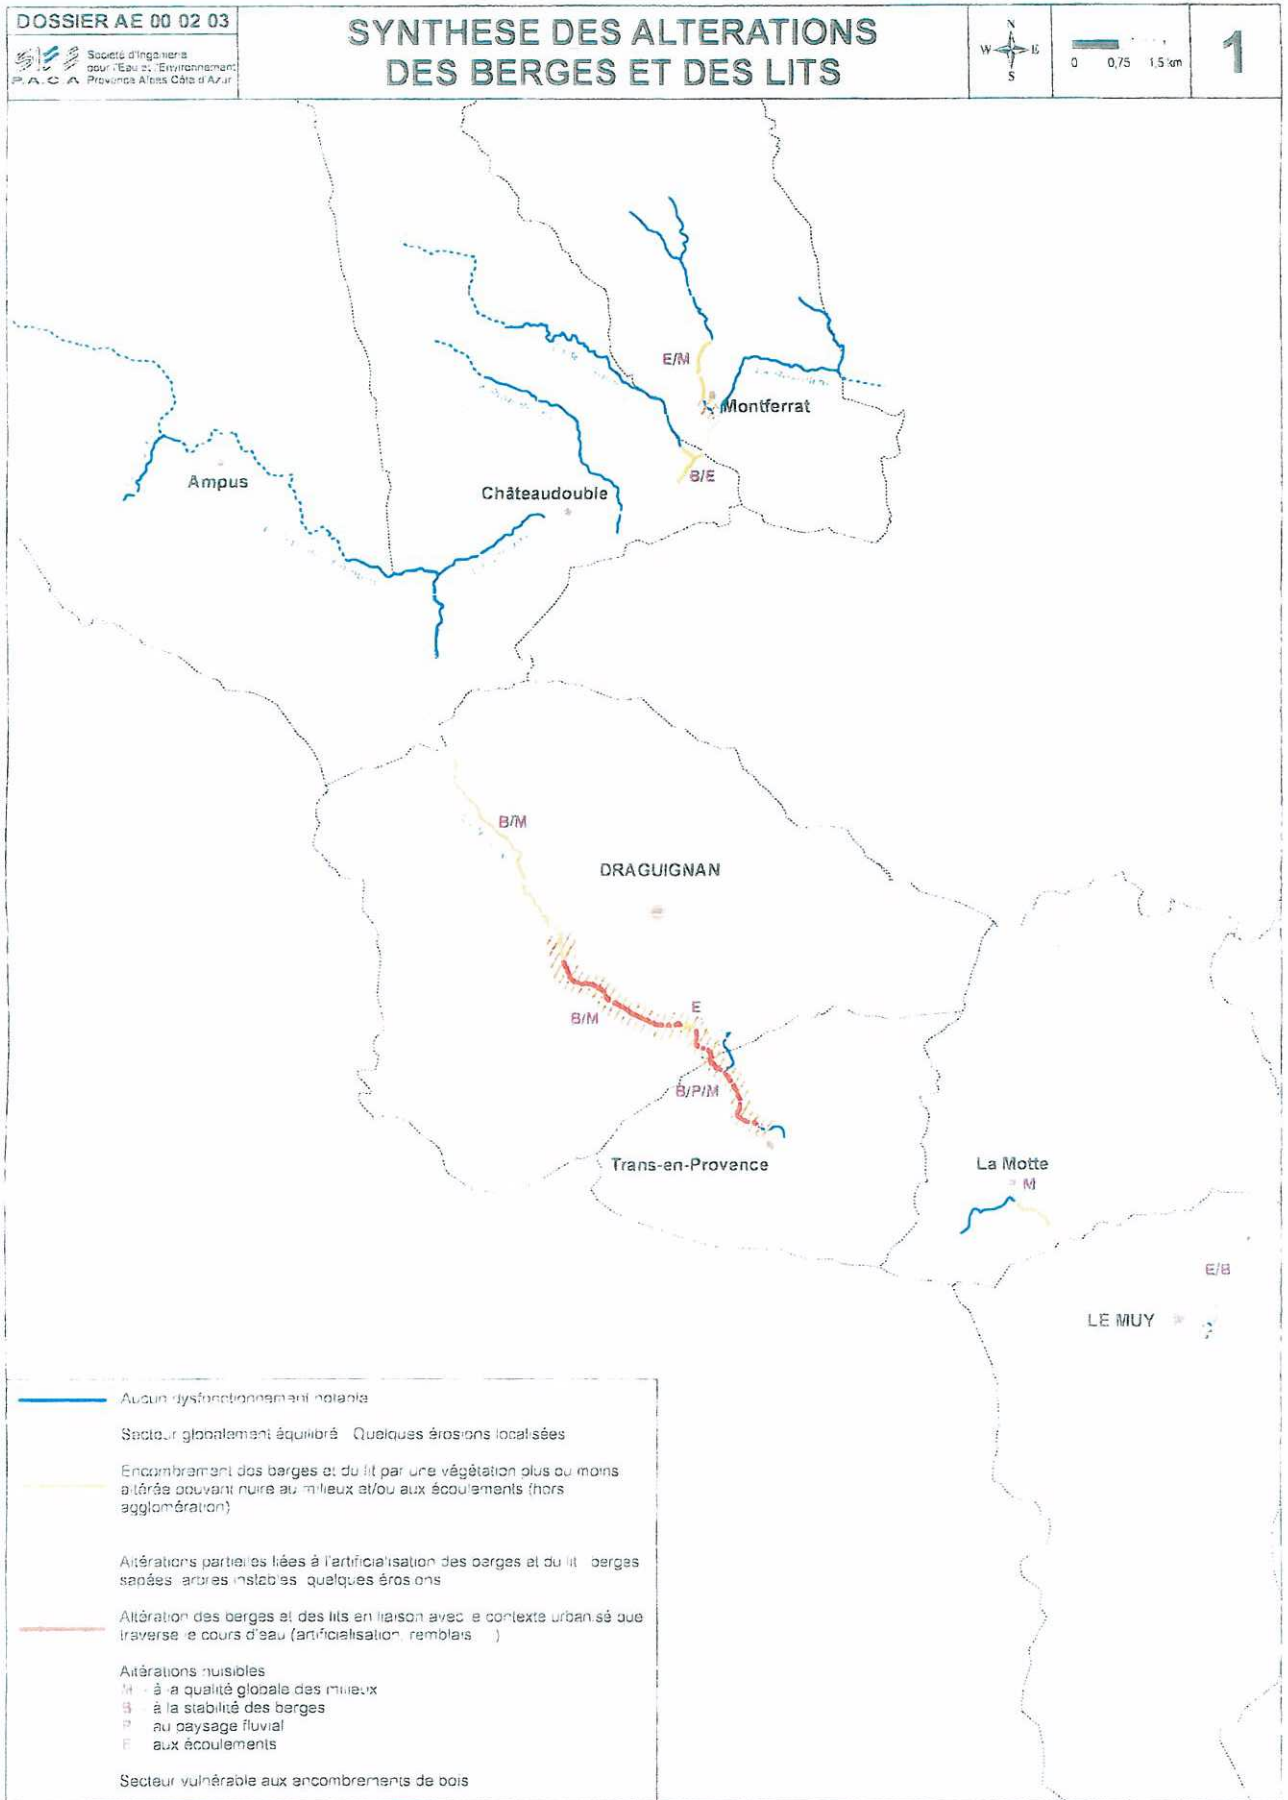 DOSSIER AE 00 02 03
Société d'Ingénierie
pour l'Eau et l'Environnement
P.A.C.A Provence Alpes Côte d'Azur
SYNTHESE DES ALTERATIONS
DES BERGES ET DES LITS
N
W E
S
0 0,75 1,5 km
1
E/M
Montferrat
B/E
Ampus
Châteaudouble
B/M
DRAGUIGNAN
B/M
E
B/P/M
Trans-en-Provence
La Motte
M
E/B
LE MUY
Aucun dysfonctionnement notable
Secteur globalement équilibré Quelques érosions localisées
Encombrement des berges et du lit par une végétation plus ou moins
altérée pouvant nuire au milieux et/ou aux écoulements (hors
agglomération)
Altérations partielles liées à l'artificialisation des berges et du lit berges
sapées arbres instables quelques érosions
Altération des berges et des lits en liaison avec le contexte urbanisé que
traverse le cours d'eau (artificialisation, remblais )
Altérations nuisibles
M - à la qualité globale des milieux
B - à la stabilité des berges
P au paysage fluvial
E aux écoulements
Secteur vulnérable aux encombrements de bois